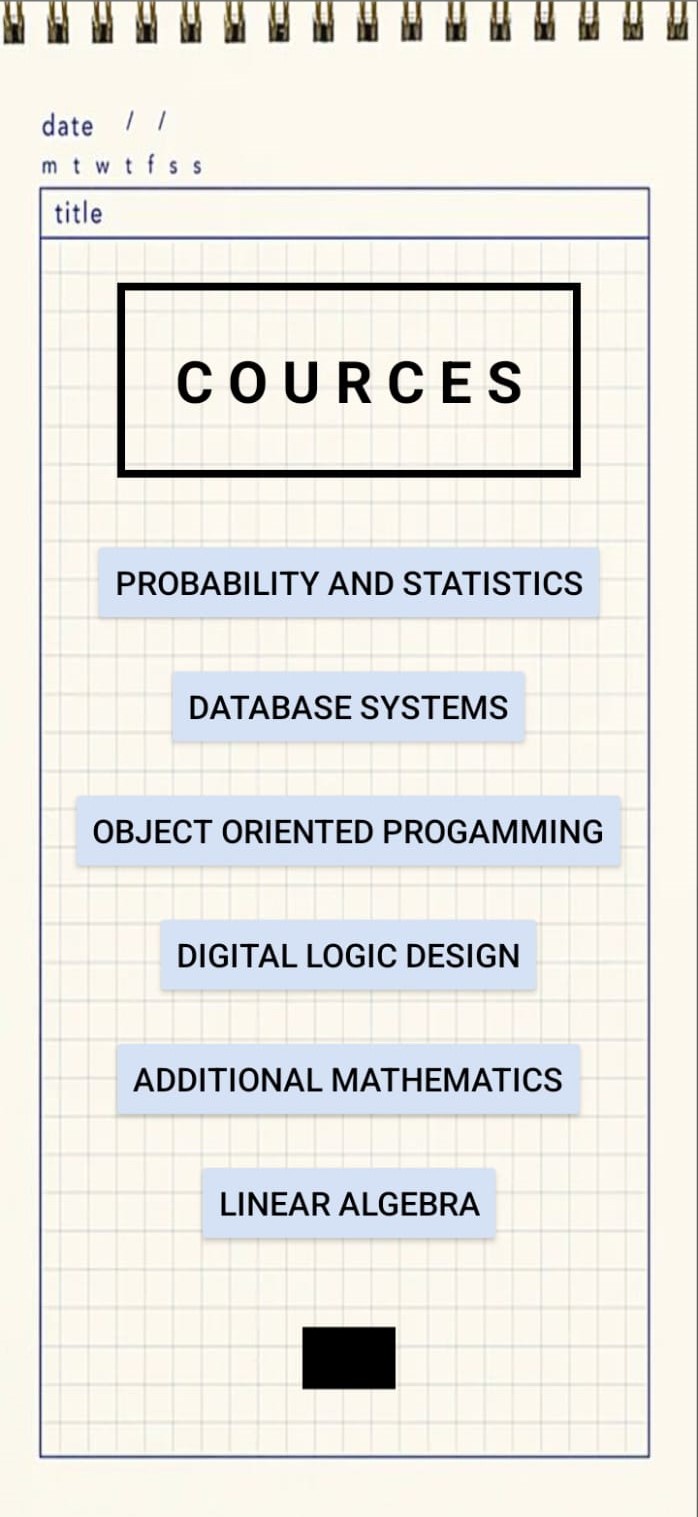 date / /
m t w t f s s
title
COURCES
PROBABILITY AND STATISTICS
DATABASE SYSTEMS
OBJECT ORIENTED PROGAMMING
DIGITAL LOGIC DESIGN
ADDITIONAL MATHEMATICS
LINEAR ALGEBRA